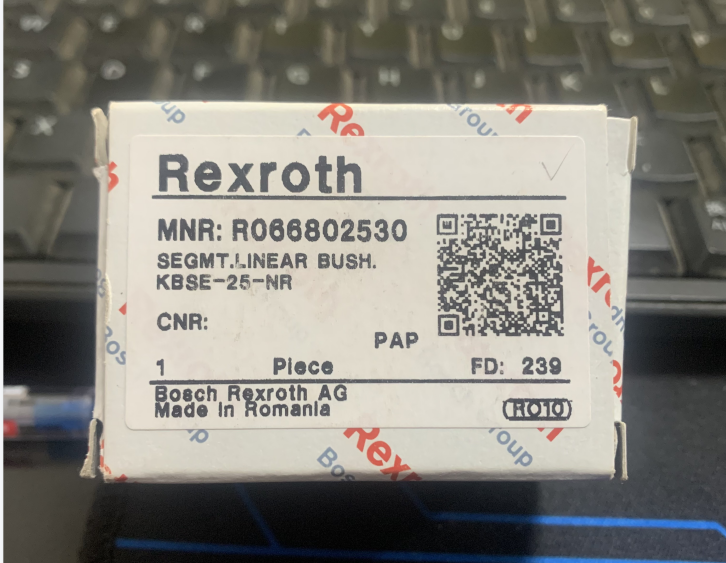 Rexroth
MNR: R066802530
SEGMT.LINEAR BUSH.
KBSE-25-NR
CNR:
PAP
1 Piece FD: 239
Bosch Rexroth AG
Made in Romania
RO10